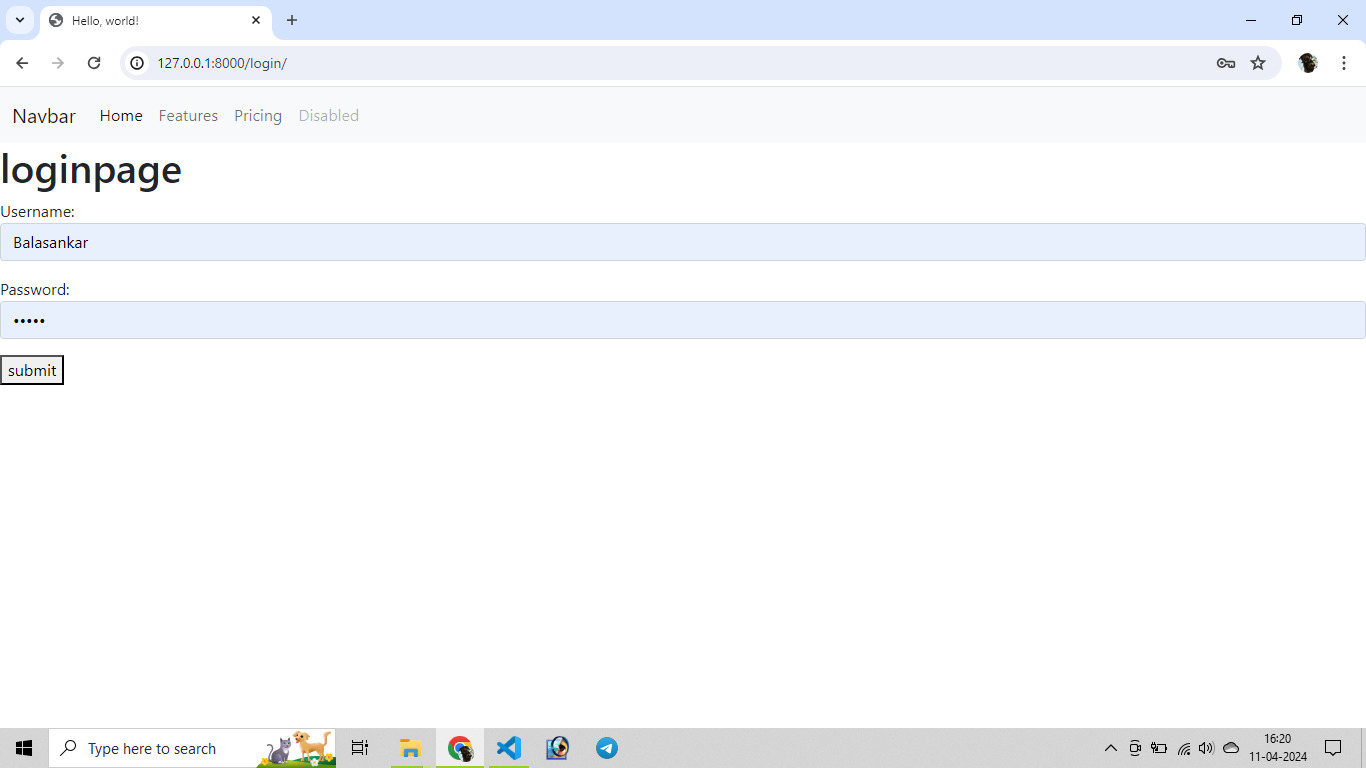 Hello, world!
127.0.0.1:8000/login/
Navbar Home Features Pricing Disabled
loginpage
Username:
Balasankar
Password:
•••••
submit
Type here to search
16:20
11-04-2024